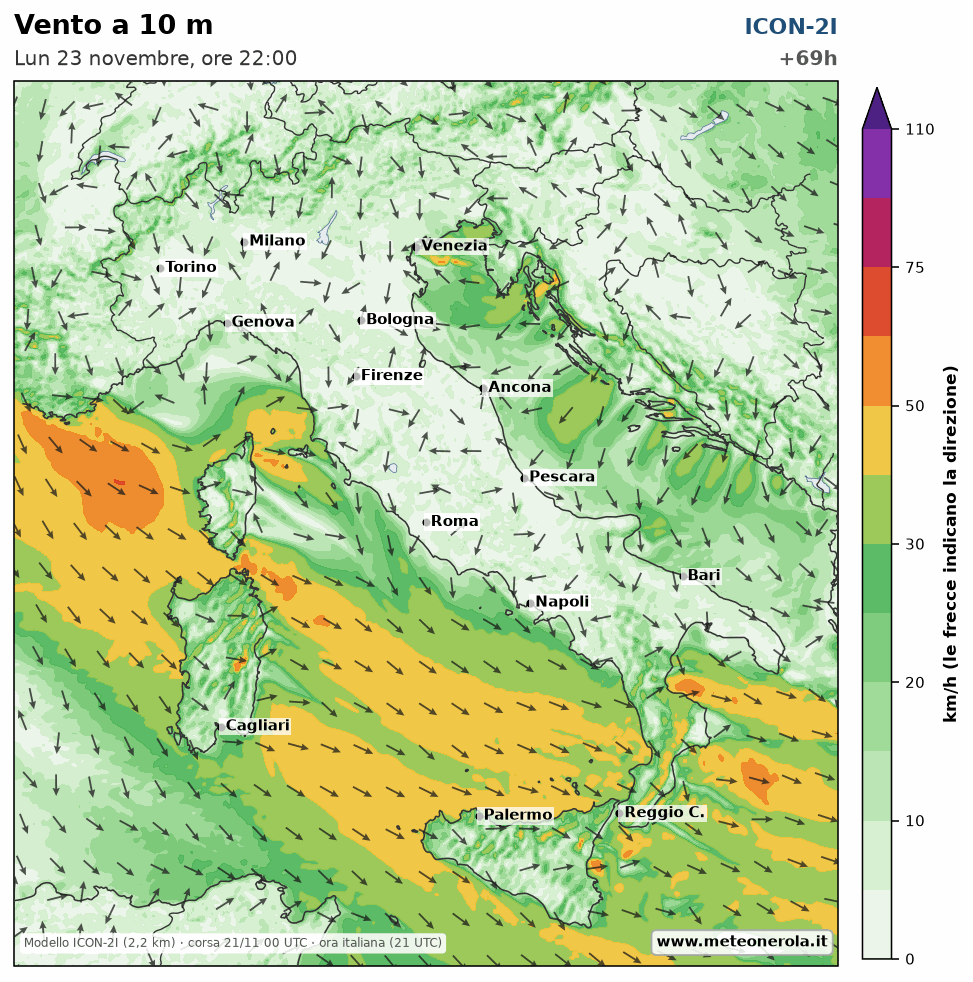 Vento a 10 m
ICON-2I
Lun 23 novembre, ore 22:00
+69h
110
75
50
30
20
10
0
km/h (le frecce indicano la direzione)
Milano
Venezia
Torino
Genova
Bologna
Firenze
Ancona
Pescara
Roma
Bari
Napoli
Cagliari
Palermo
Reggio C.
Modello ICON-2I (2,2 km) · corsa 21/11 00 UTC · ora italiana (21 UTC)
www.meteonerola.it